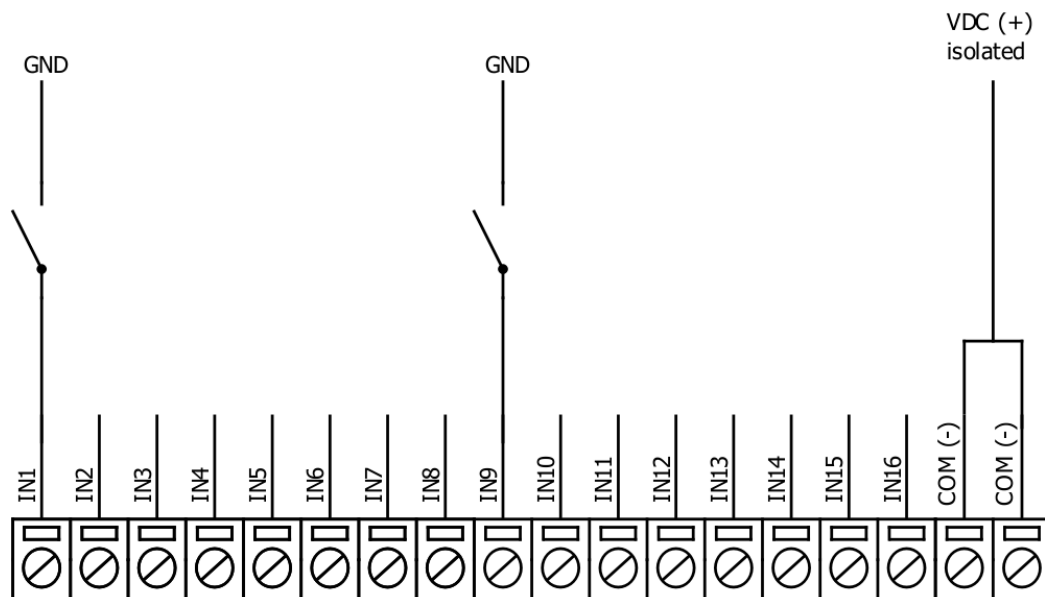 VDC (+)
isolated
GND
GND
IN1
IN2
IN3
IN4
IN5
IN6
IN7
IN8
IN9
IN10
IN11
IN12
IN13
IN14
IN15
IN16
COM (-)
COM (-)